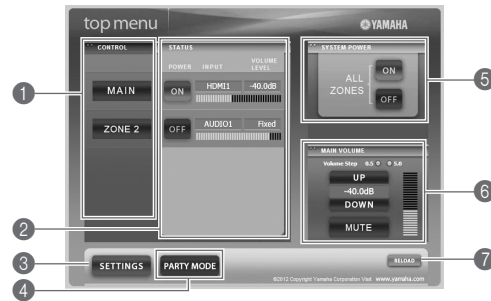 top menu
YAMAHA
CONTROL
MAIN
ZONE 2
STATUS
POWER INPUT VOLUME LEVEL
ON HDMI1 -40.0dB
OFF AUDIO1 Fixed
SYSTEM POWER
ALL ZONES
ON
OFF
MAIN VOLUME
Volume Step 0.5 5.0
UP
-40.0dB
DOWN
MUTE
SETTINGS
PARTY MODE
RELOAD
©2012 Copyright Yamaha Corporation Visit www.yamaha.com
1
2
3
4
5
6
7